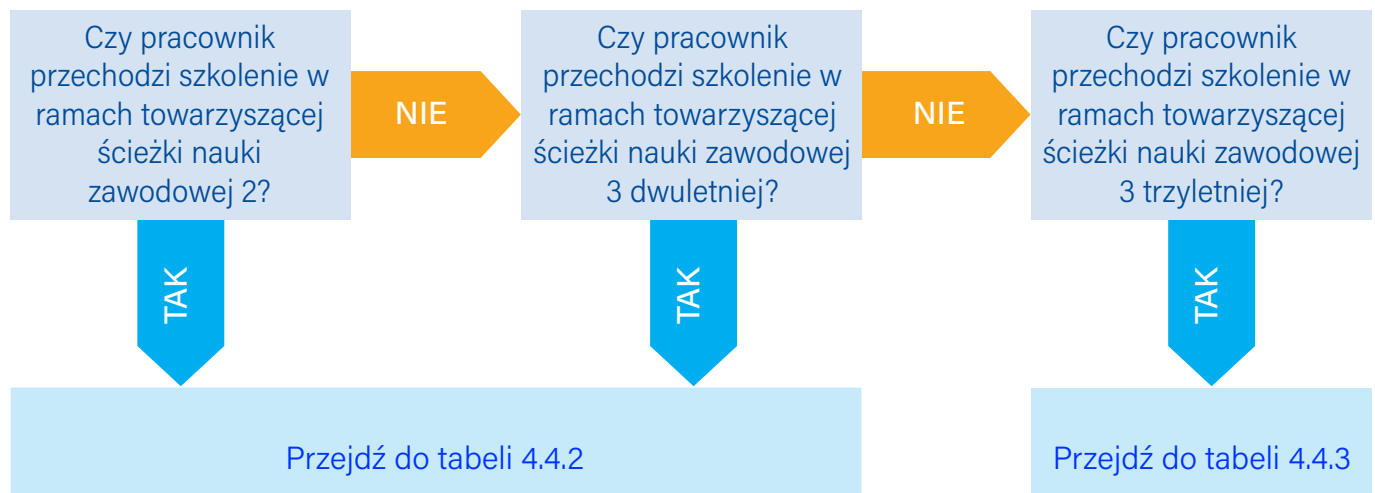 Czy pracownik
przechodzi szkolenie w
ramach towarzyszącej
ścieżki nauki
zawodowej 2?
NIE
Czy pracownik
przechodzi szkolenie w
ramach towarzyszącej
ścieżki nauki zawodowej
3 dwuletniej?
NIE
Czy pracownik
przechodzi szkolenie w
ramach towarzyszącej
ścieżki nauki zawodowej
3 trzyletniej?
TAK
TAK
TAK
Przejdź do tabeli 4.4.2
Przejdź do tabeli 4.4.3